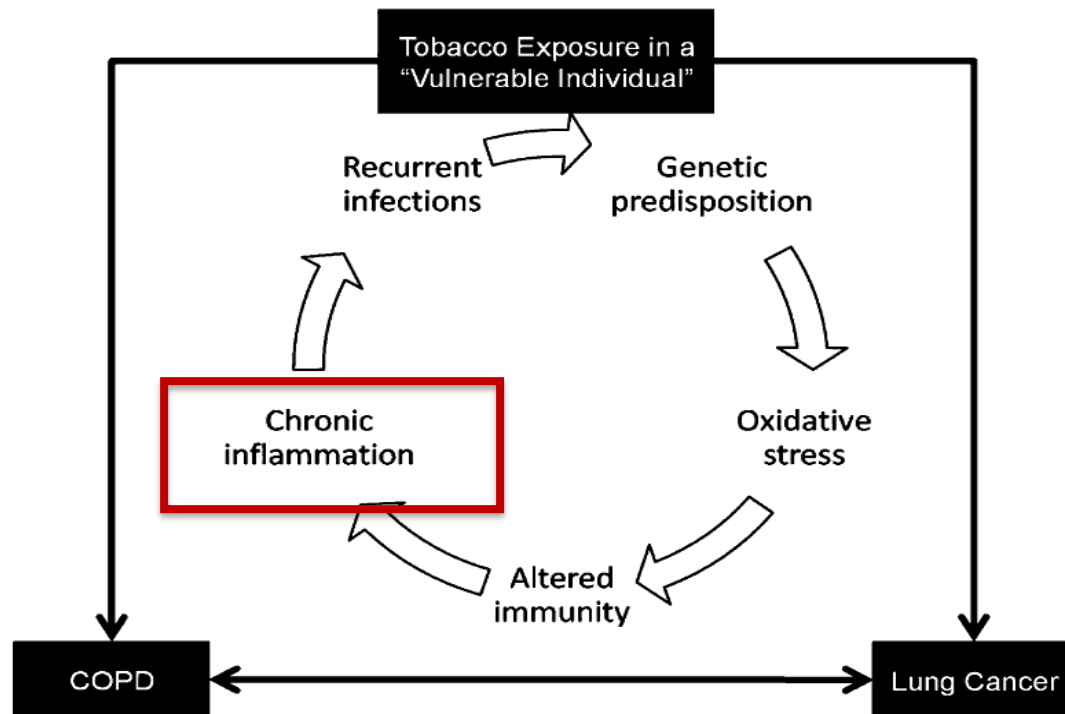 Tobacco Exposure in a
“Vulnerable Individual”
Recurrent
infections
Genetic
predisposition
Chronic
inflammation
Oxidative
stress
Altered
immunity
COPD
Lung Cancer